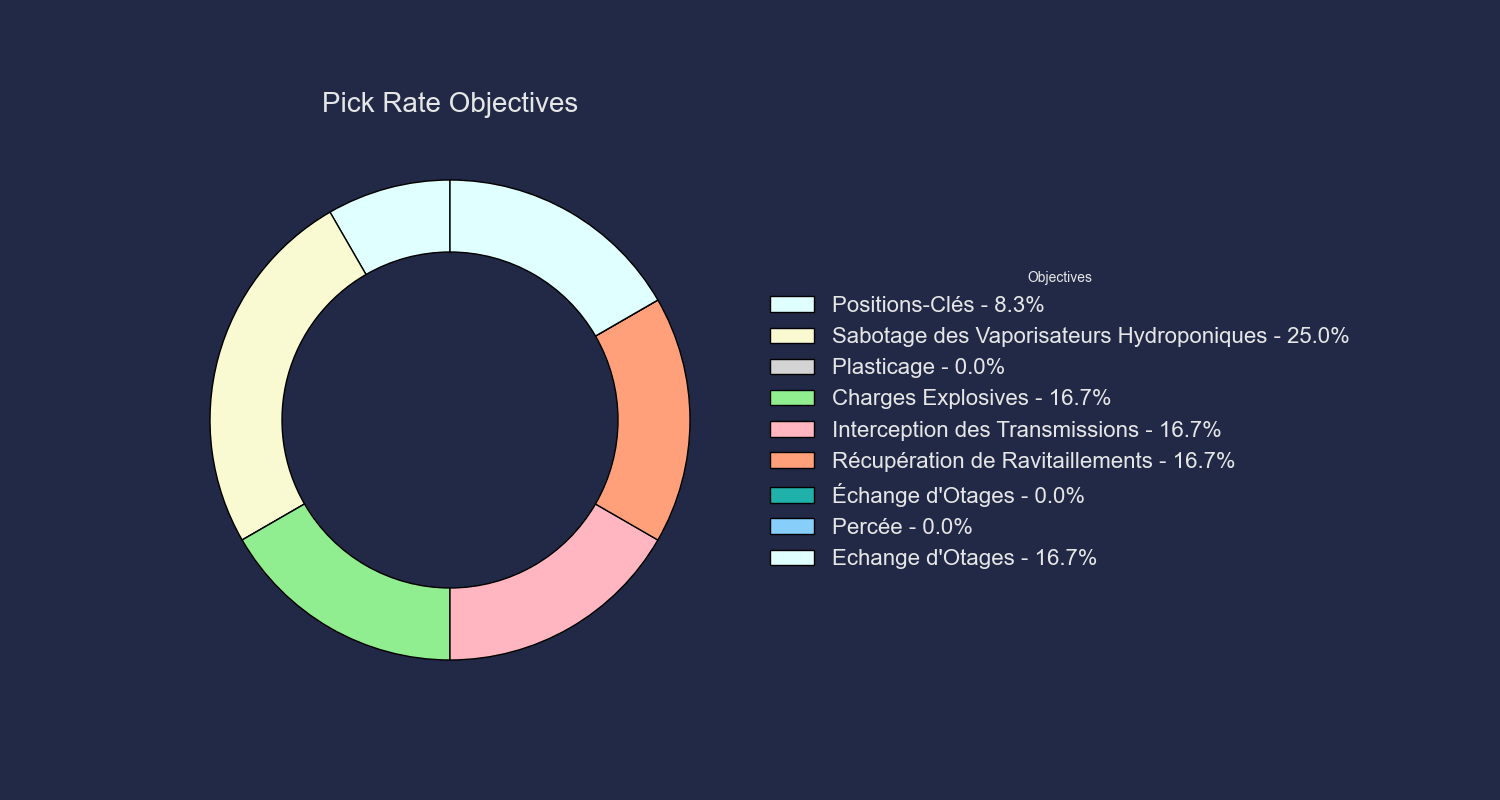 Pick Rate Objectives
Objectives
Positions-Clés - 8.3%
Sabotage des Vaporisateurs Hydroponiques - 25.0%
Plasticage - 0.0%
Charges Explosives - 16.7%
Interception des Transmissions - 16.7%
Récupération de Ravitaillements - 16.7%
Échange d'Otages - 0.0%
Percée - 0.0%
Echange d'Otages - 16.7%